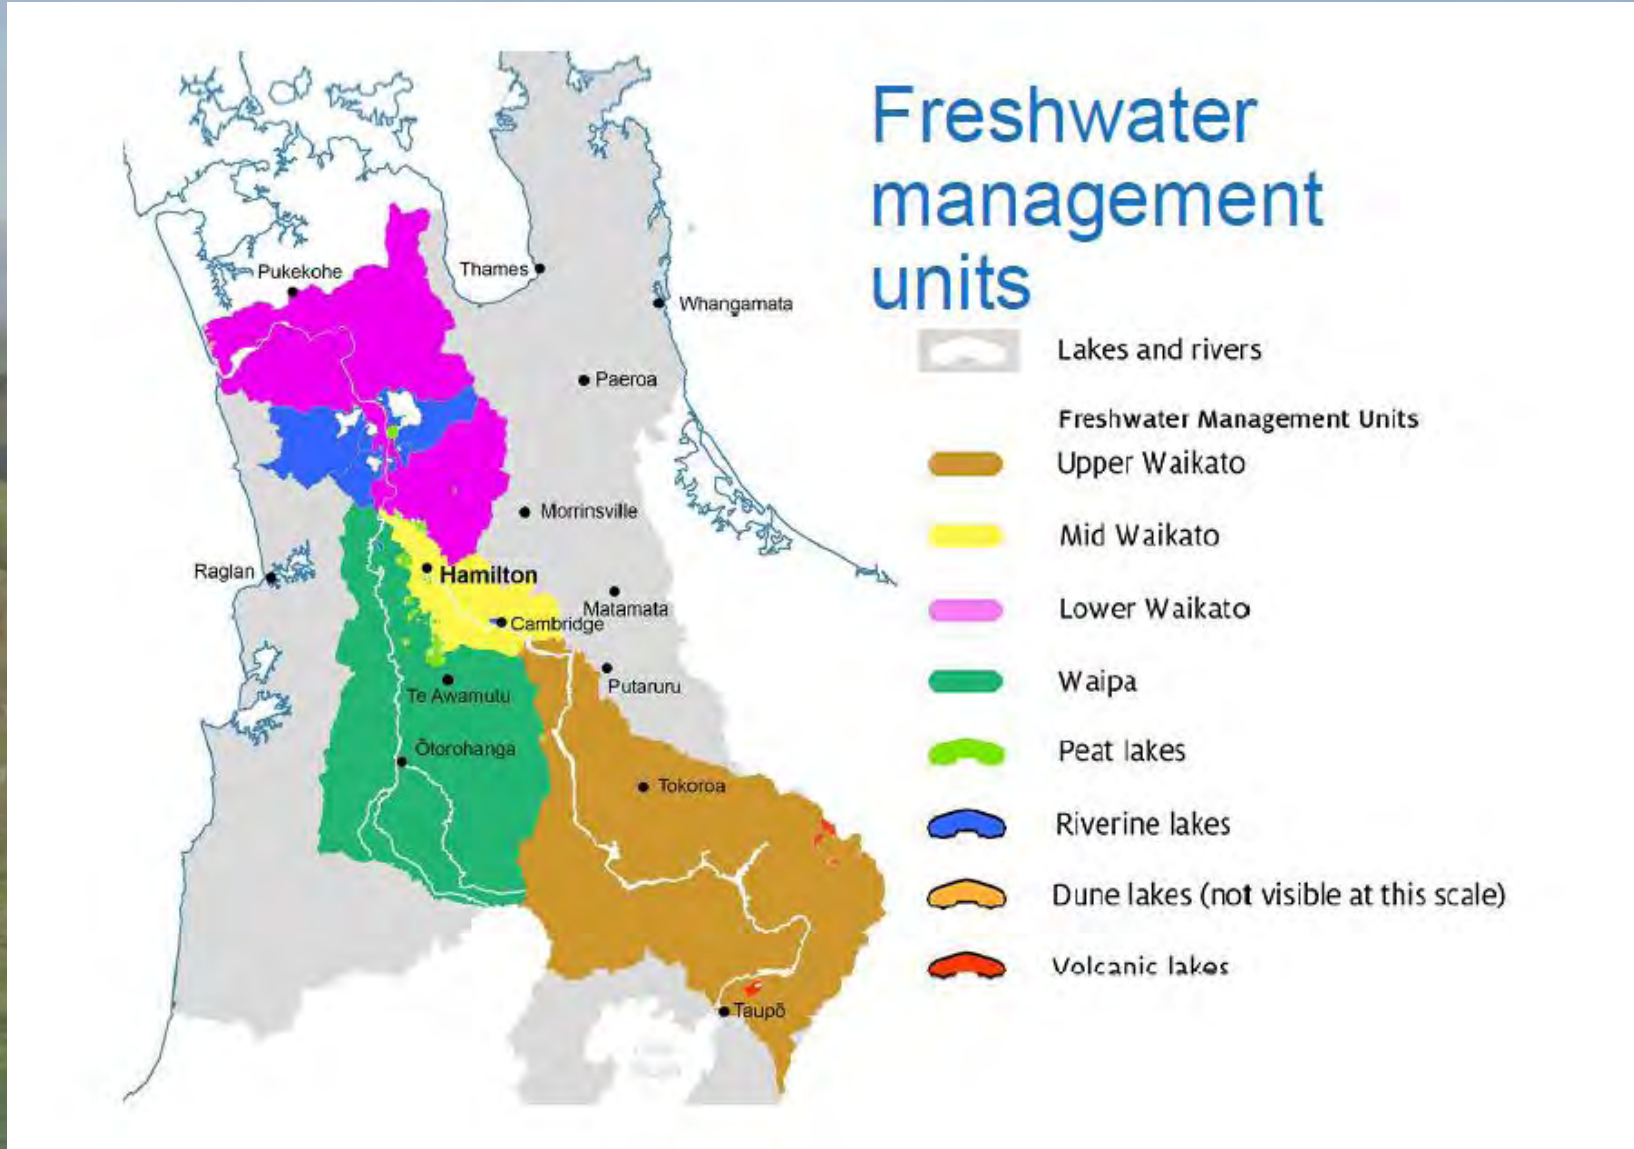 Freshwater
management
units
Lakes and rivers
Freshwater Management Units
Upper Waikato
Mid Waikato
Lower Waikato
Waipa
Peat lakes
Riverine lakes
Dune lakes (not visible at this scale)
Volcanic lakes
Pukekohe
Thames
Whangamata
Paeroa
Morrinsville
Raglan
Hamilton
Matamata
Cambridge
Putaruru
Te Awamutu
Ōtorohanga
Tokoroa
Taupō